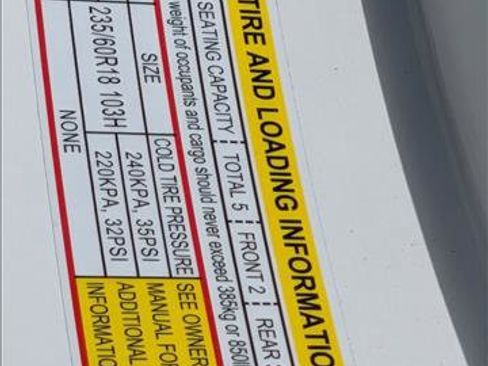 TIRE AND LOADING INFORMATIO
SEATING CAPACITY TOTAL 5 FRONT 2 REAR
weight of occupants and cargo should never exceed 385kg or 850l
SIZE COLD TIRE PRESSURE SEE OWNER
240KPA, 35PSI MANUAL FO
235/60R18 103H 220KPA, 32PSI ADDITIONAL
NONE INFORMATIO